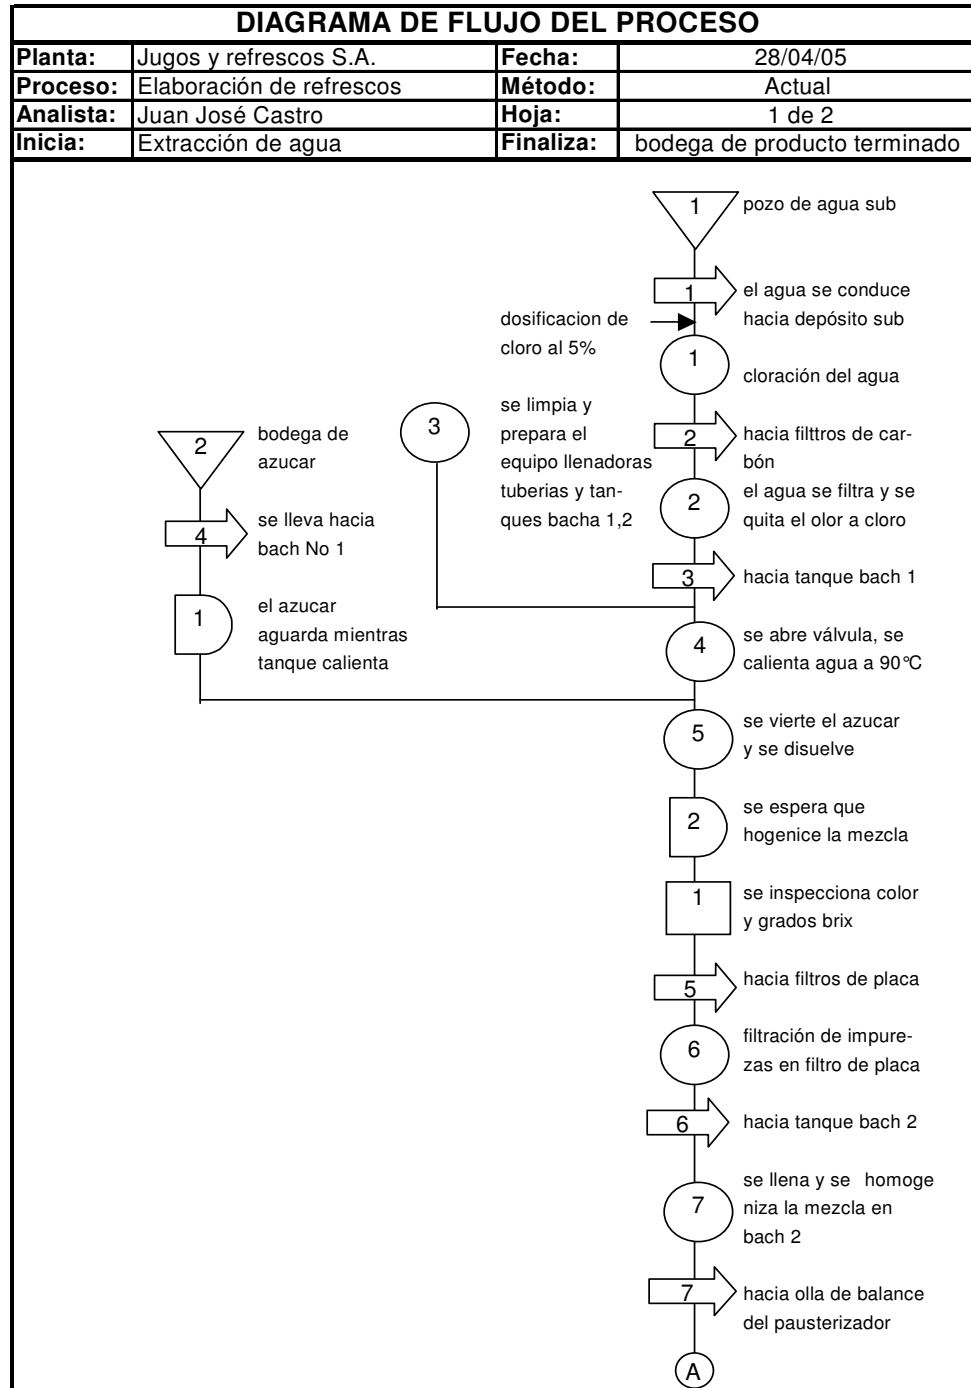 DIAGRAMA DE FLUJO DEL PROCESO
Planta: Jugos y refrescos S.A. Fecha: 28/04/05
Proceso: Elaboración de refrescos Método: Actual
Analista: Juan José Castro Hoja: 1 de 2
Inicia: Extracción de agua Finaliza: bodega de producto terminado
1
pozo de agua sub
1
el agua se conduce
hacia depósito sub
dosificacion de
cloro al 5%
1
cloración del agua
2
hacia filttros de car-
bón
2
el agua se filtra y se
quita el olor a cloro
3
hacia tanque bach 1
3
se limpia y
prepara el
equipo llenadoras
tuberias y tan-
ques bacha 1,2
2
bodega de
azucar
4
se lleva hacia
bach No 1
1
el azucar
aguarda mientras
tanque calienta
4
se abre válvula, se
calienta agua a 90°C
5
se vierte el azucar
y se disuelve
2
se espera que
hogenice la mezcla
1
se inspecciona color
y grados brix
5
hacia filtros de placa
6
filtración de impure-
zas en filtro de placa
6
hacia tanque bach 2
7
se llena y se homoge
niza la mezcla en
bach 2
7
hacia olla de balance
del pausterizador
A